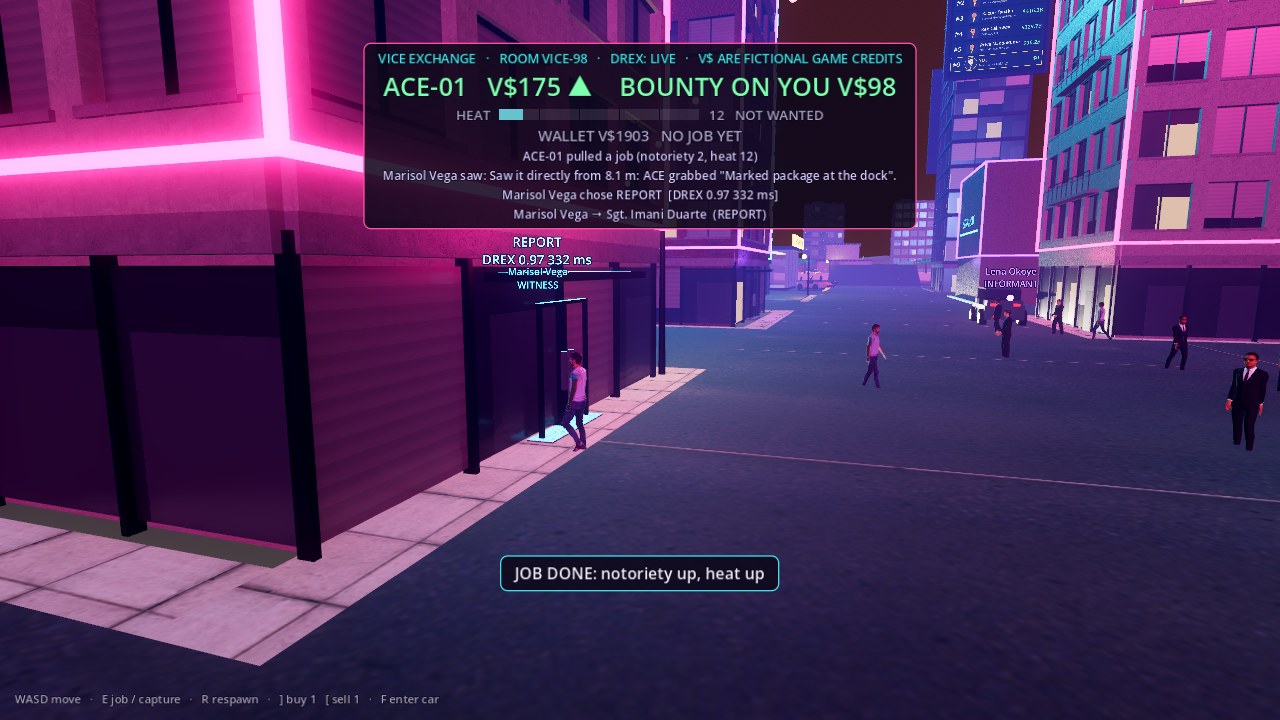 VICE EXCHANGE · ROOM VICE-98 · DREX: LIVE · V$ ARE FICTIONAL GAME CREDITS
ACE-01 V$175 ▲ BOUNTY ON YOU V$98
HEAT 12 NOT WANTED
WALLET V$1903 NO JOB YET
ACE-01 pulled a job (notoriety 2, heat 12)
Marisol Vega saw: Saw it directly from 8.1 m: ACE grabbed "Marked package at the dock".
Marisol Vega chose REPORT [DREX 0.97 332 ms]
Marisol Vega → Sgt. Imani Duarte (REPORT)
REPORT
DREX 0.97 332 ms
Marisol Vega
WITNESS
Lena Okoye
INFORMANT
JOB DONE: notoriety up, heat up
WASD move · E job / capture · R respawn · ] buy 1 [ sell 1 · F enter car